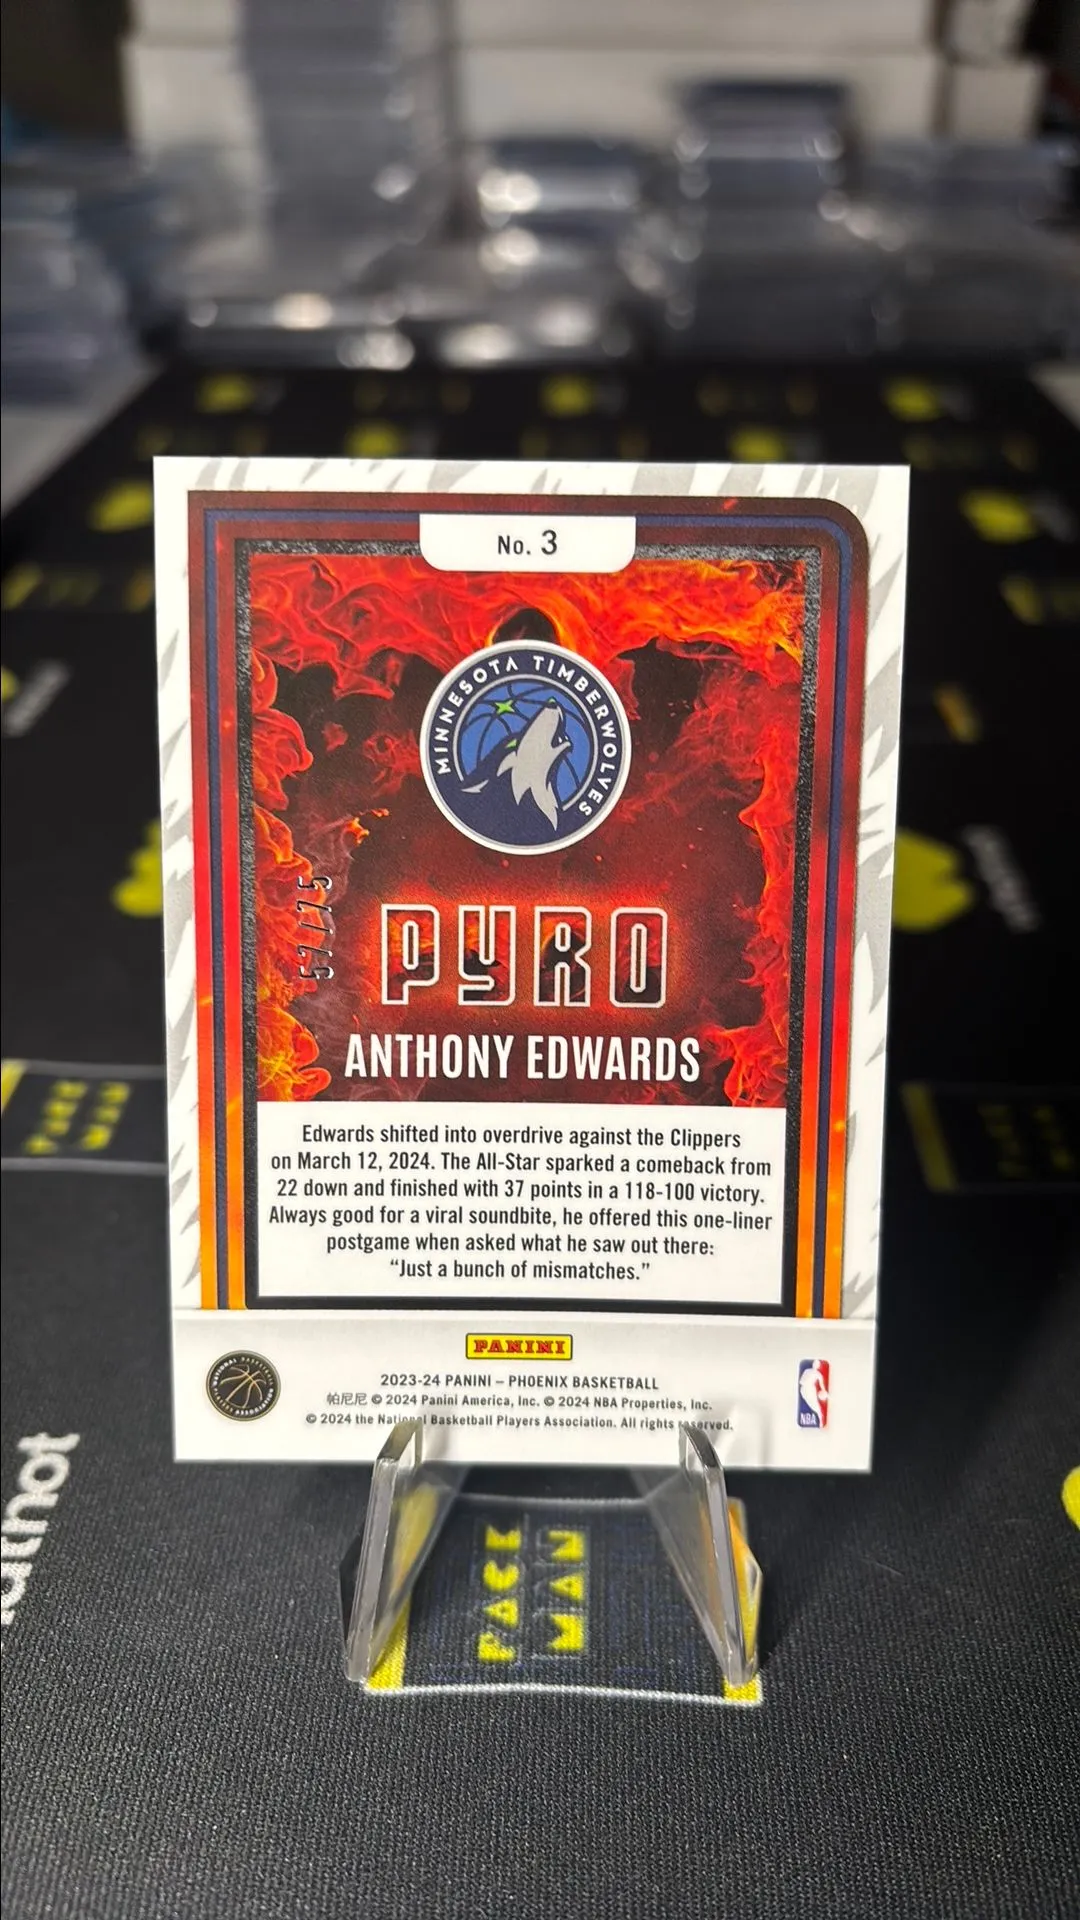 No. 3
MINNESOTA TIMBERWOLVES
57/75
PYRO
ANTHONY EDWARDS
Edwards shifted into overdrive against the Clippers
on March 12, 2024. The All-Star sparked a comeback from
22 down and finished with 37 points in a 118-100 victory.
Always good for a viral soundbite, he offered this one-liner
postgame when asked what he saw out there:
“Just a bunch of mismatches.”
PANINI
2023-24 PANINI – PHOENIX BASKETBALL
帕尼尼 © 2024 Panini America, Inc. © 2024 NBA Properties, Inc.
© 2024 the National Basketball Players Association. All rights reserved.
NATIONAL BASKETBALL PLAYERS ASSOCIATION
NBA
PACK
MAN